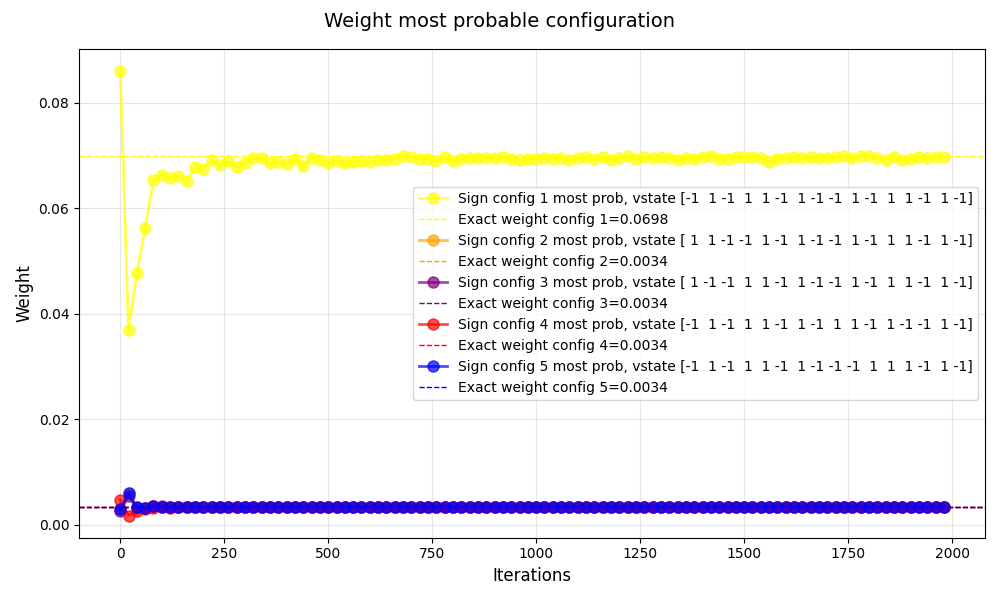 Weight most probable configuration
Weight
0.08
0.06
0.04
0.02
0.00
Sign config 1 most prob, vstate [-1  1 -1  1  1 -1  1 -1 -1  1 -1  1  1 -1  1 -1]
Exact weight config 1=0.0698
Sign config 2 most prob, vstate [ 1  1 -1 -1  1 -1  1 -1 -1  1 -1  1  1 -1  1 -1]
Exact weight config 2=0.0034
Sign config 3 most prob, vstate [ 1 -1 -1  1  1 -1  1 -1 -1  1 -1  1  1 -1  1 -1]
Exact weight config 3=0.0034
Sign config 4 most prob, vstate [-1  1 -1  1  1 -1  1 -1  1  1 -1  1 -1 -1  1 -1]
Exact weight config 4=0.0034
Sign config 5 most prob, vstate [-1  1 -1  1  1 -1  1 -1 -1 -1  1  1  1 -1  1 -1]
Exact weight config 5=0.0034
0 250 500 750 1000 1250 1500 1750 2000
Iterations